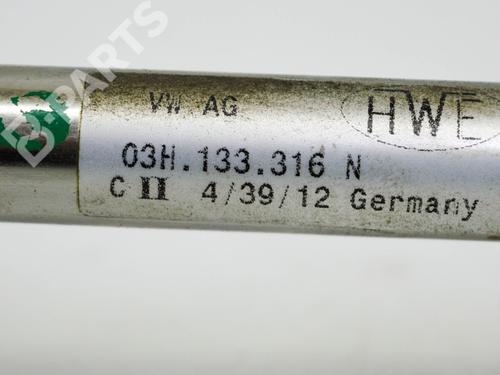 B-PARTS
VW AG
HWE
03H.133.316 N
C II 4/39/12 Germany